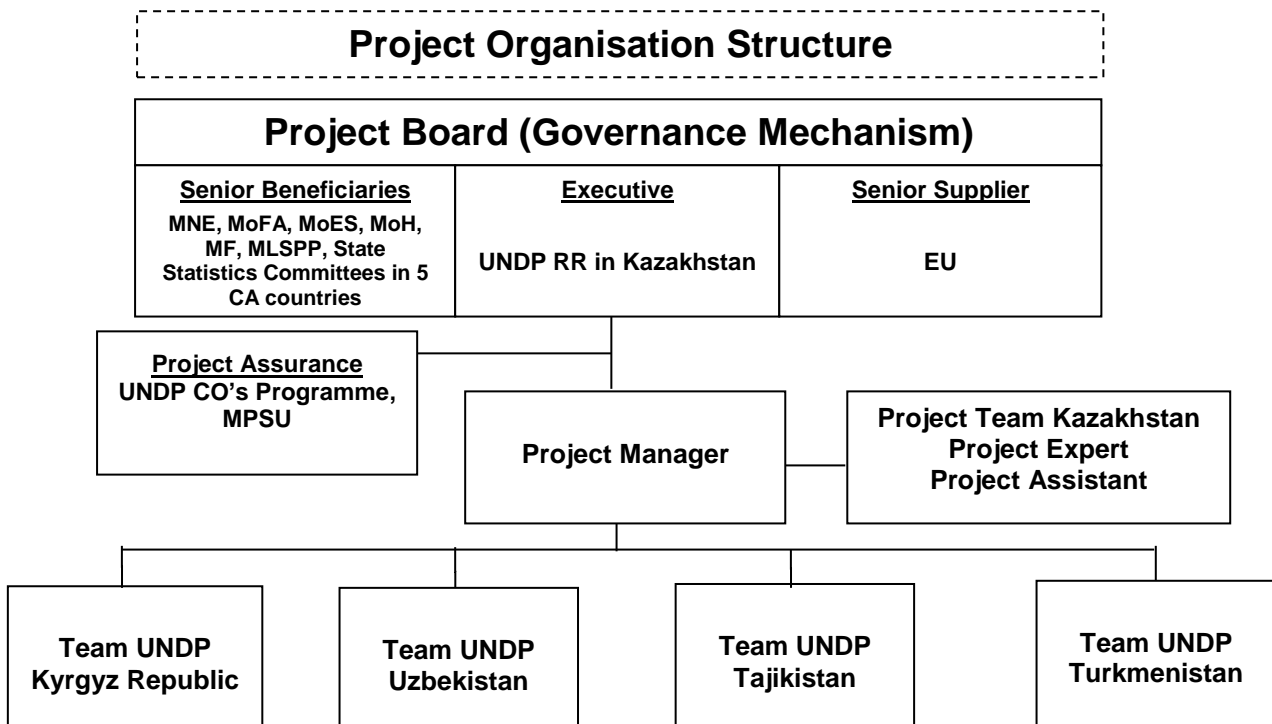 Project Organisation Structure
Project Board (Governance Mechanism)
Senior Beneficiaries
MNE, MoFA, MoES, MoH,
MF, MLSPP, State
Statistics Committees in 5
CA countries
Executive
UNDP RR in Kazakhstan
Senior Supplier
EU
Project Assurance
UNDP CO’s Programme,
MPSU
Project Manager
Project Team Kazakhstan
Project Expert
Project Assistant
Team UNDP
Kyrgyz Republic
Team UNDP
Uzbekistan
Team UNDP
Tajikistan
Team UNDP
Turkmenistan